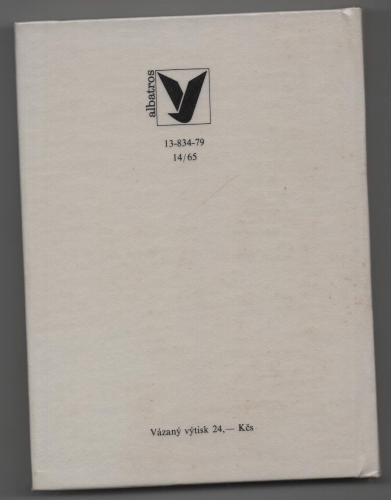 albatros
13-834-79
14/65
Vázaný výtisk 24,— Kčs